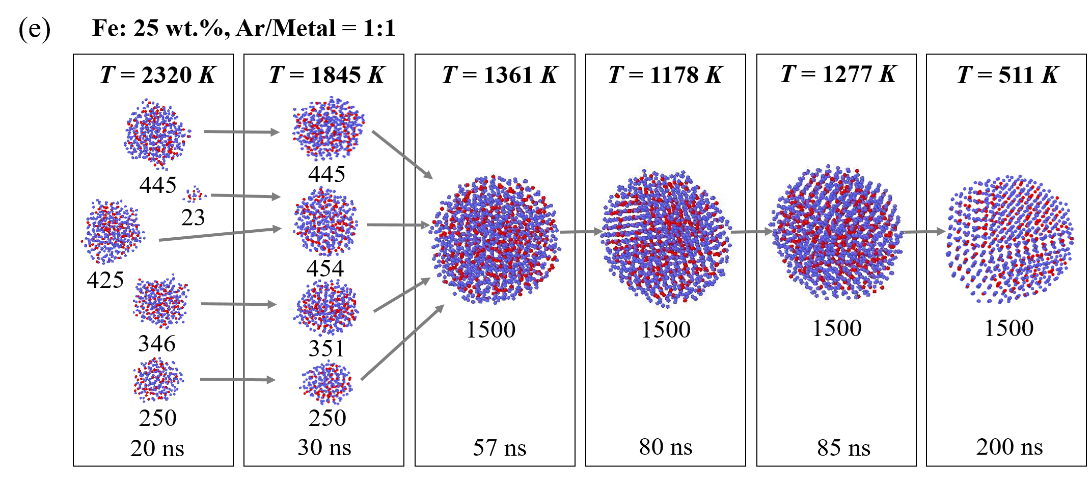 (e) Fe: 25 wt.%, Ar/Metal = 1:1
T = 2320 K
445
23
425
346
250
20 ns
T = 1845 K
445
454
351
250
30 ns
T = 1361 K
1500
57 ns
T = 1178 K
1500
80 ns
T = 1277 K
1500
85 ns
T = 511 K
1500
200 ns